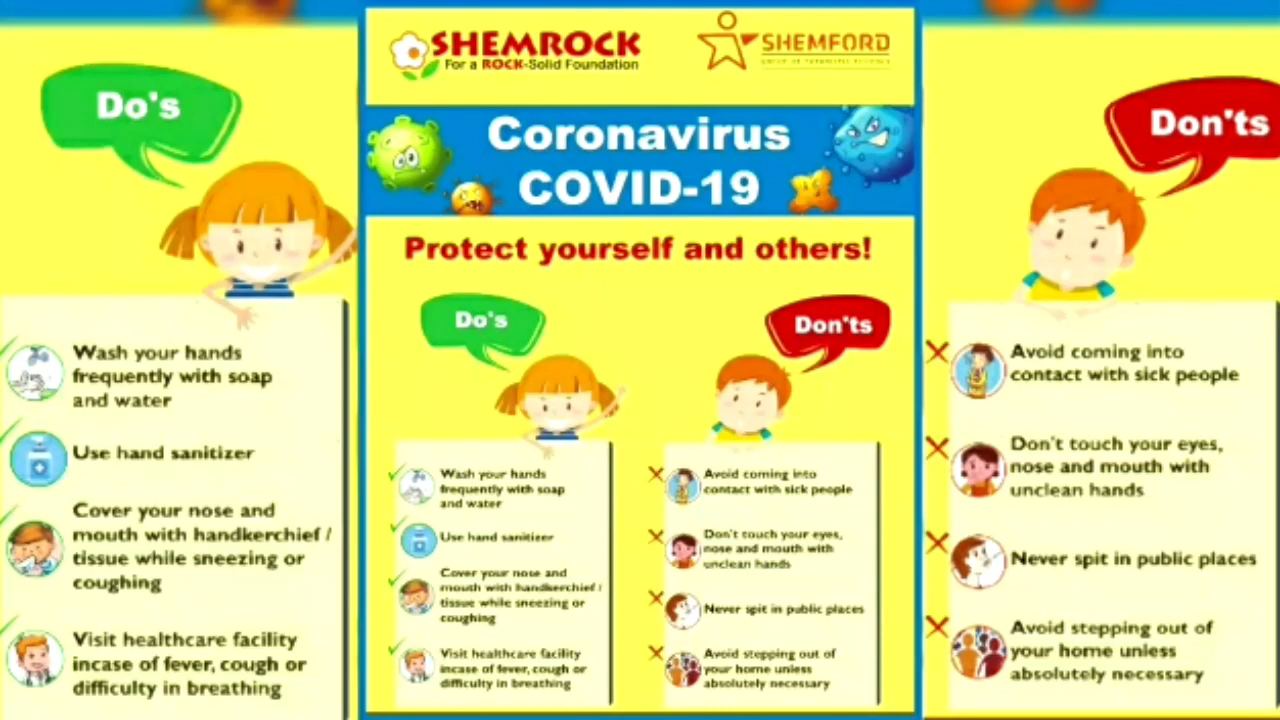 Do's
Wash your hands
frequently with soap
and water
Use hand sanitizer
Cover your nose and
mouth with handkerchief /
tissue while sneezing or
coughing
Visit healthcare facility
incase of fever, cough or
difficulty in breathing
SHEMROCK
For a ROCK-Solid Foundation
SHEMFORD
Coronavirus
COVID-19
Protect yourself and others!
Do's
Don'ts
Wash your hands
frequently with soap
and water
Use hand sanitizer
Cover your nose and
mouth with handkerchief /
tissue while sneezing or
coughing
Visit healthcare facility
incase of fever, cough or
difficulty in breathing
Avoid coming into
contact with sick people
Don't touch your eyes,
nose and mouth with
unclean hands
Never spit in public places
Avoid stepping out of
your home unless
absolutely necessary
Don'ts
Avoid coming into
contact with sick people
Don't touch your eyes,
nose and mouth with
unclean hands
Never spit in public places
Avoid stepping out of
your home unless
absolutely necessary